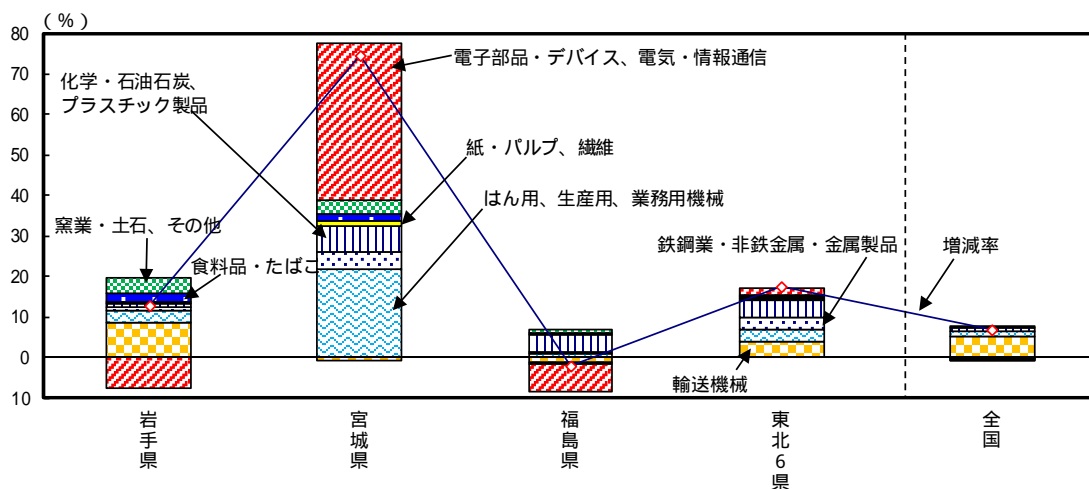 (%)
80
70
60
50
40
30
20
10
0
10
電子部品・デバイス、電気・情報通信
化学・石油石炭、
プラスチック製品
紙・パルプ、繊維
はん用、生産用、業務用機械
窯業・土石、その他
食料品・たばこ
鉄鋼業・非鉄金属・金属製品
増減率
輸送機械
岩手県
宮城県
福島県
東北6県
全国